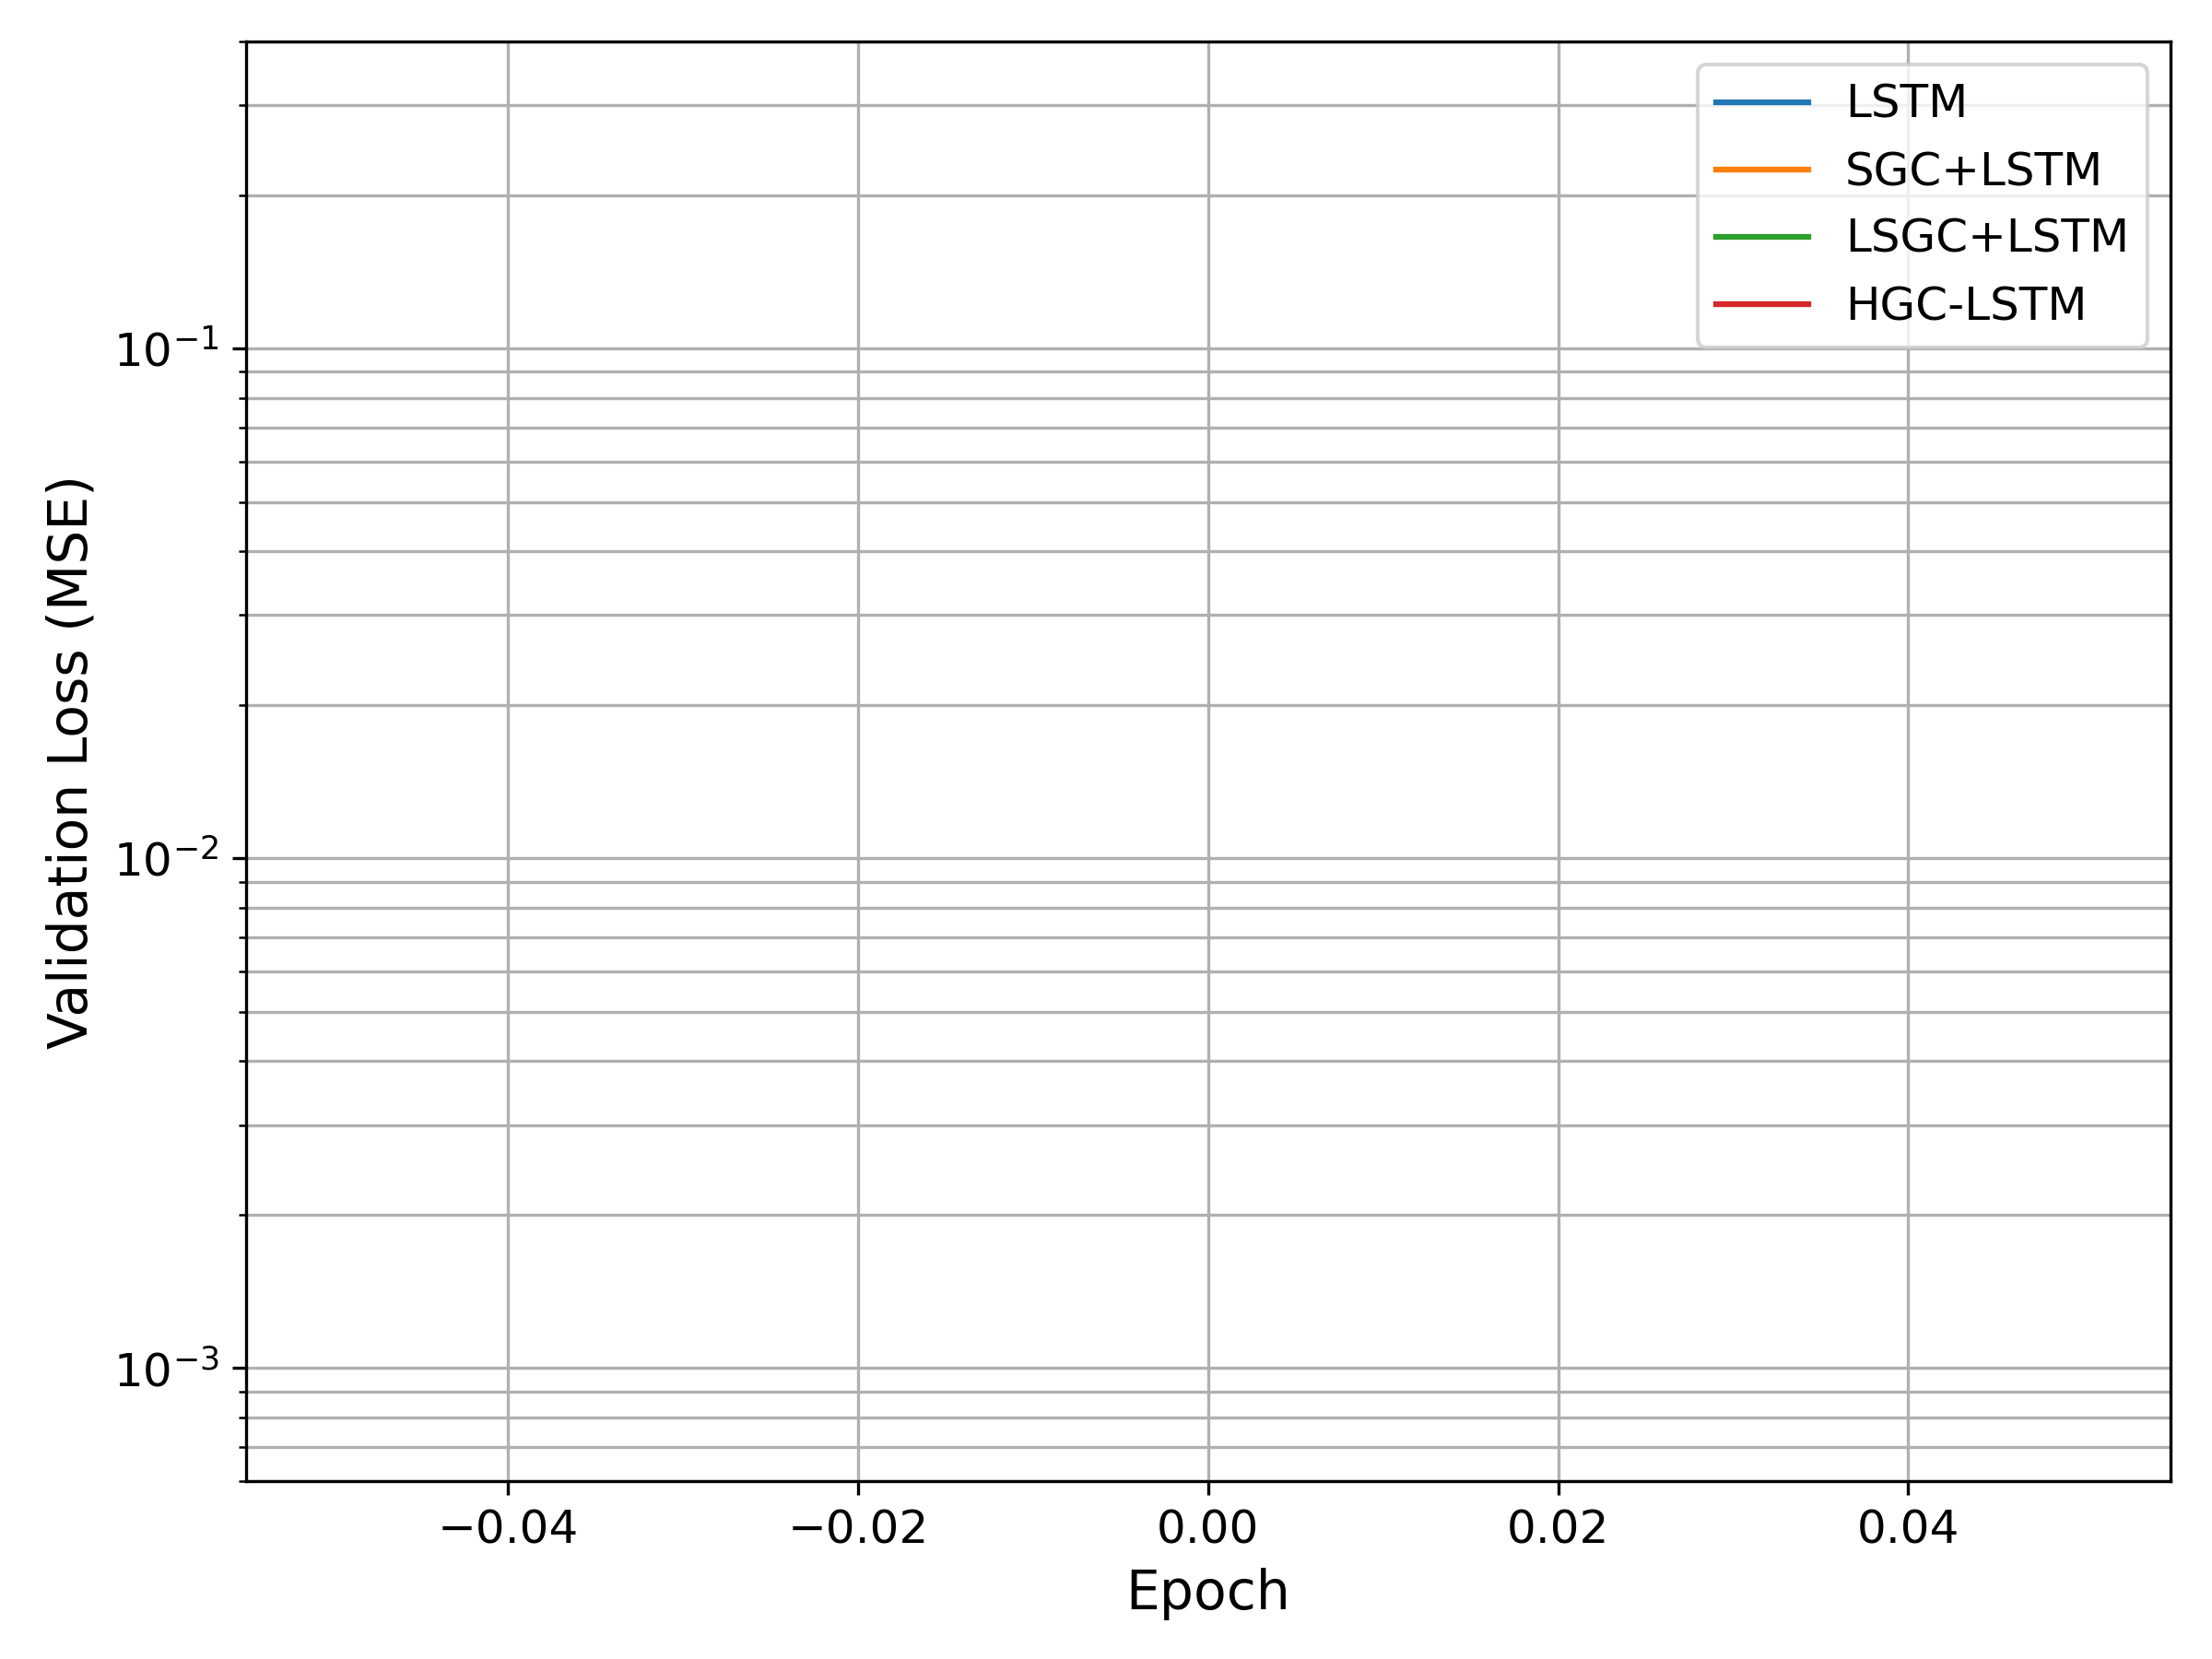 LSTM
SGC+LSTM
LSGC+LSTM
HGC-LSTM
Validation Loss (MSE)
10⁻¹
10⁻²
10⁻³
−0.04 −0.02 0.00 0.02 0.04
Epoch